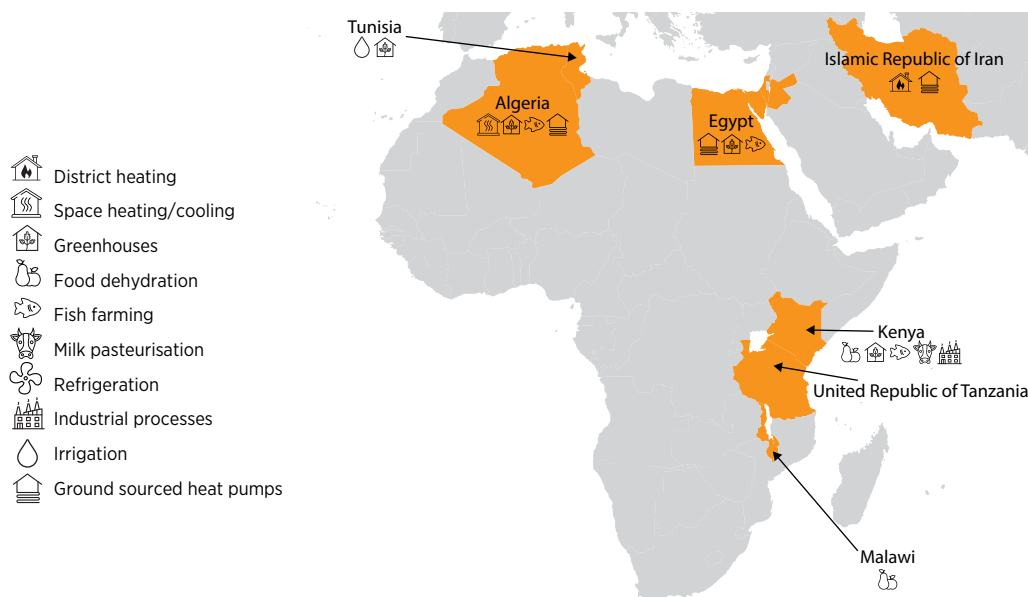 Tunisia
Islamic Republic of Iran
Algeria
Egypt
District heating
Space heating/cooling
Greenhouses
Food dehydration
Fish farming
Milk pasteurisation
Refrigeration
Industrial processes
Irrigation
Ground sourced heat pumps
Kenya
United Republic of Tanzania
Malawi